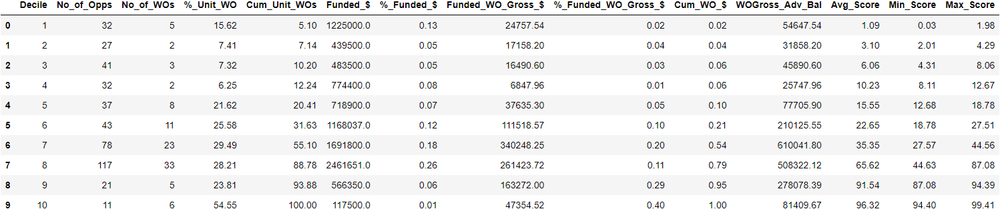 Decile No_of_Opps No_of_WOs %_Unit_WO Cum_Unit_WOs Funded_$ %_Funded_$ Funded_WO_Gross_$ %_Funded_WO_Gross_$ Cum_WO_$ WOGross_Adv_Bal Avg_Score Min_Score Max_Score
0 1 32 5 15.62 5.10 1225000.0 0.13 24757.54 0.02 0.02 54647.54 1.09 0.03 1.98
1 2 27 2 7.41 7.14 439500.0 0.05 17158.20 0.04 0.04 31858.20 3.10 2.01 4.29
2 3 41 3 7.32 10.20 483500.0 0.05 16490.60 0.03 0.06 45890.60 6.06 4.31 8.06
3 4 32 2 6.25 12.24 774400.0 0.08 6847.96 0.01 0.06 25747.96 10.23 8.11 12.67
4 5 37 8 21.62 20.41 718900.0 0.07 37635.30 0.05 0.10 77705.90 15.55 12.68 18.78
5 6 43 11 25.58 31.63 1168037.0 0.12 111518.57 0.10 0.21 210125.55 22.65 18.78 27.51
6 7 78 23 29.49 55.10 1691800.0 0.18 340248.25 0.20 0.54 610041.80 35.35 27.57 44.56
7 8 117 33 28.21 88.78 2461651.0 0.26 261423.72 0.11 0.79 508322.12 65.62 44.63 87.08
8 9 21 5 23.81 93.88 566350.0 0.06 163272.00 0.29 0.95 278078.39 91.54 87.08 94.39
9 10 11 6 54.55 100.00 117500.0 0.01 47354.52 0.40 1.00 81409.67 96.32 94.40 99.41